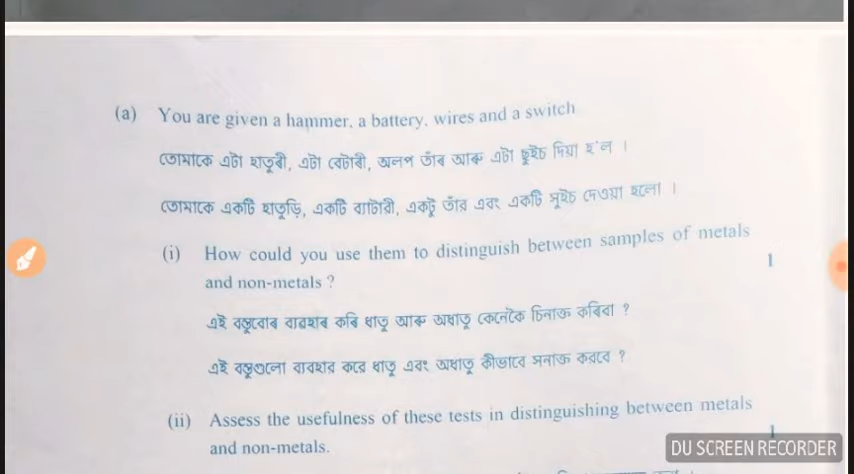 (a) You are given a hammer, a battery, wires and a switch
তোমাকে এটা হাতুৰী, এটা বেটাৰী, অলপ তাঁৰ আৰু এটা ছুইচ দিয়া হ'ল ।
তোমাকে একটি হাতুড়ি, একটি ব্যাটারী, একটু তাঁর এবং একটি সুইচ দেওয়া হলো ।
(i) How could you use them to distinguish between samples of metals
and non-metals ? 1
এই বস্তুবোৰ ব্যৱহাৰ কৰি ধাতু আৰু অধাতু কেনেকৈ চিনাক্ত কৰিবা ?
এই বস্তুগুলো ব্যবহার করে ধাতু এবং অধাতু কীভাবে সনাক্ত করবে ?
(ii) Assess the usefulness of these tests in distinguishing between metals
and non-metals. 1
DU SCREEN RECORDER